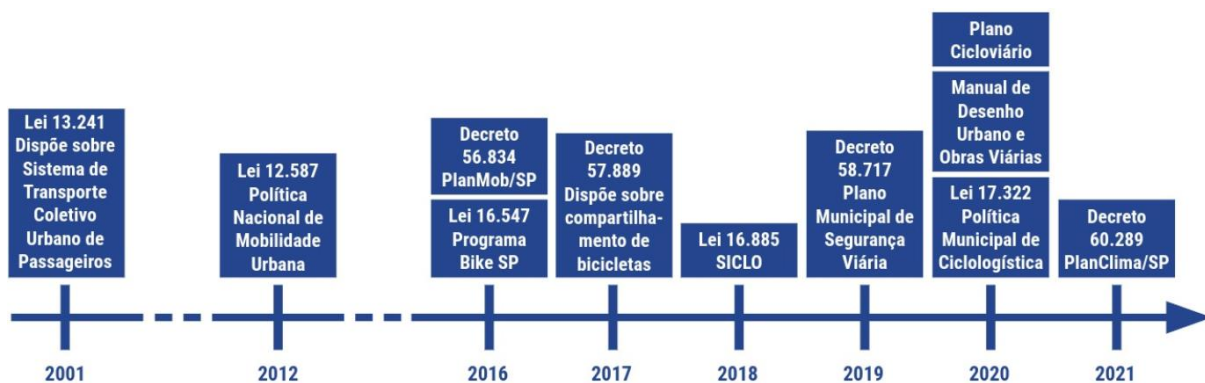 Lei 13.241
Dispõe sobre
Sistema de
Transporte
Coletivo
Urbano de
Passageiros
2001
Lei 12.587
Política
Nacional de
Mobilidade
Urbana
2012
Decreto
56.834
PlanMob/SP
Lei 16.547
Programa
Bike SP
2016
Decreto
57.889
Dispõe sobre
compartilha-
mento de
bicicletas
2017
Lei 16.885
SICLO
2018
Decreto
58.717
Plano
Municipal de
Segurança
Viária
2019
Plano
Cicloviário
Manual de
Desenho
Urbano e
Obras Viárias
Lei 17.322
Política
Municipal de
Ciclologística
2020
Decreto
60.289
PlanClima/SP
2021